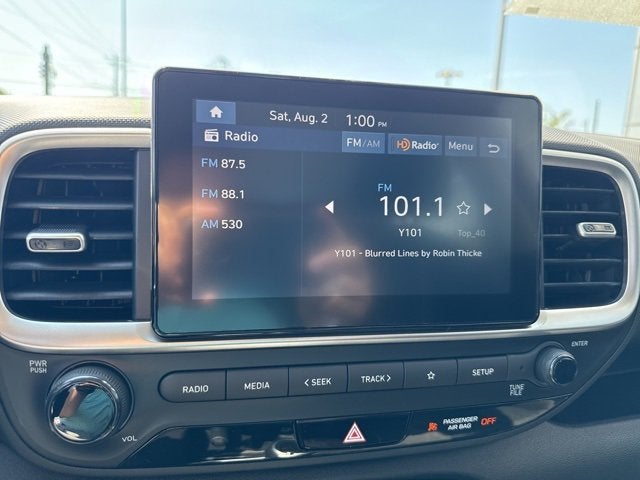 Sat, Aug. 2 1:00 PM
Radio FM/AM HD Radio Menu
FM 87.5
FM 88.1
AM 530
FM
101.1
Y101 Top_40
Y101 - Blurred Lines by Robin Thicke
PWR PUSH
VOL
RADIO MEDIA < SEEK TRACK > SETUP
ENTER
TUNE FILE
PASSENGER AIR BAG OFF